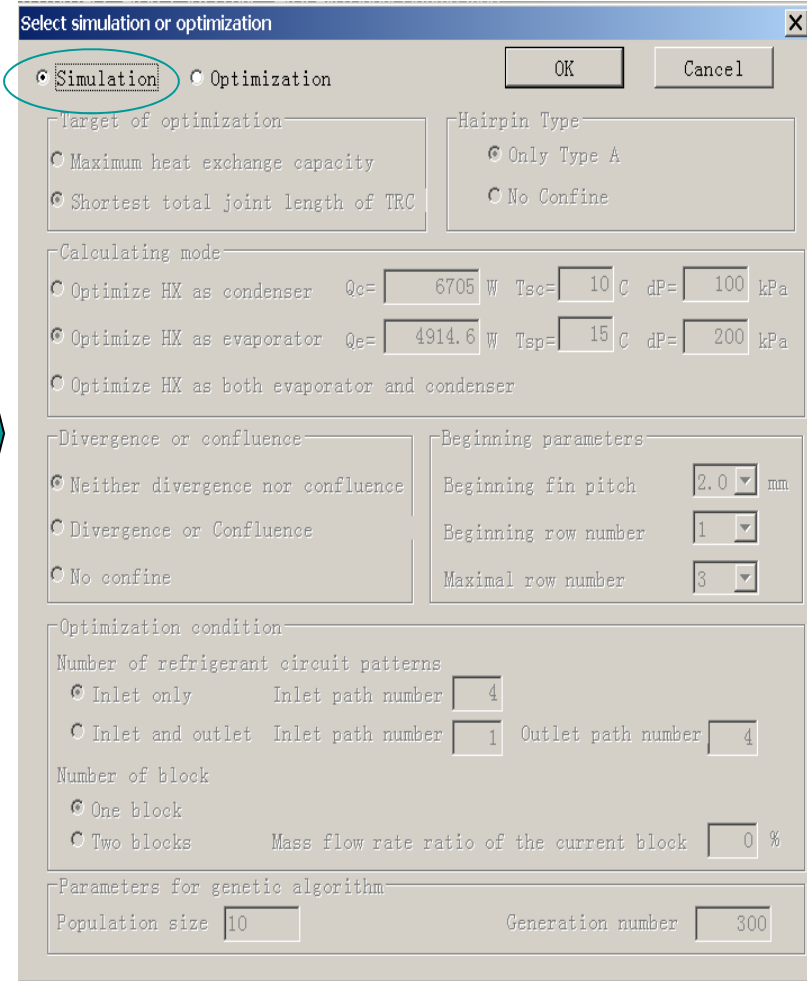 Select simulation or optimization
Simulation Optimization OK Cancel
Target of optimization
Maximum heat exchange capacity
Shortest total joint length of TRC
Hairpin Type
Only Type A
No Confine
Calculating mode
Optimize HX as condenser Qc= 6705 W Tsc= 10 C dP= 100 kPa
Optimize HX as evaporator Qe= 4914.6 W Tsp= 15 C dP= 200 kPa
Optimize HX as both evaporator and condenser
Divergence or confluence
Neither divergence nor confluence
Divergence or Confluence
No confine
Beginning parameters
Beginning fin pitch 2.0 mm
Beginning row number 1
Maximal row number 3
Optimization condition
Number of refrigerant circuit patterns
Inlet only Inlet path number 4
Inlet and outlet Inlet path number 1 Outlet path number 4
Number of block
One block
Two blocks Mass flow rate ratio of the current block 0 %
Parameters for genetic algorithm
Population size 10 Generation number 300